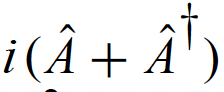 i(Â + Â†)